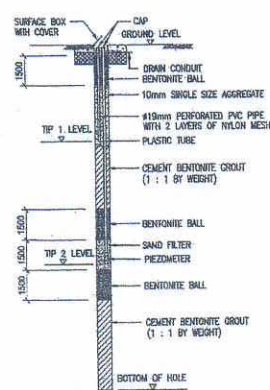 SURFACE BOX
WITH COVER
CAP
GROUND LEVEL
DRAIN CONDUIT
BENTONITE BALL
1500
10mm SINGLE SIZE AGGREGATE
ø19mm PERFORATED PVC PIPE
WITH 2 LAYERS OF NYLON MESH
TIP 1 LEVEL
PLASTIC TUBE
CEMENT BENTONITE GROUT
(1 : 1 BY WEIGHT)
1500
BENTONITE BALL
SAND FILTER
1500
TIP 2 LEVEL
PIEZOMETER
1500
BENTONITE BALL
CEMENT BENTONITE GROUT
(1 : 1 BY WEIGHT)
BOTTOM OF HOLE